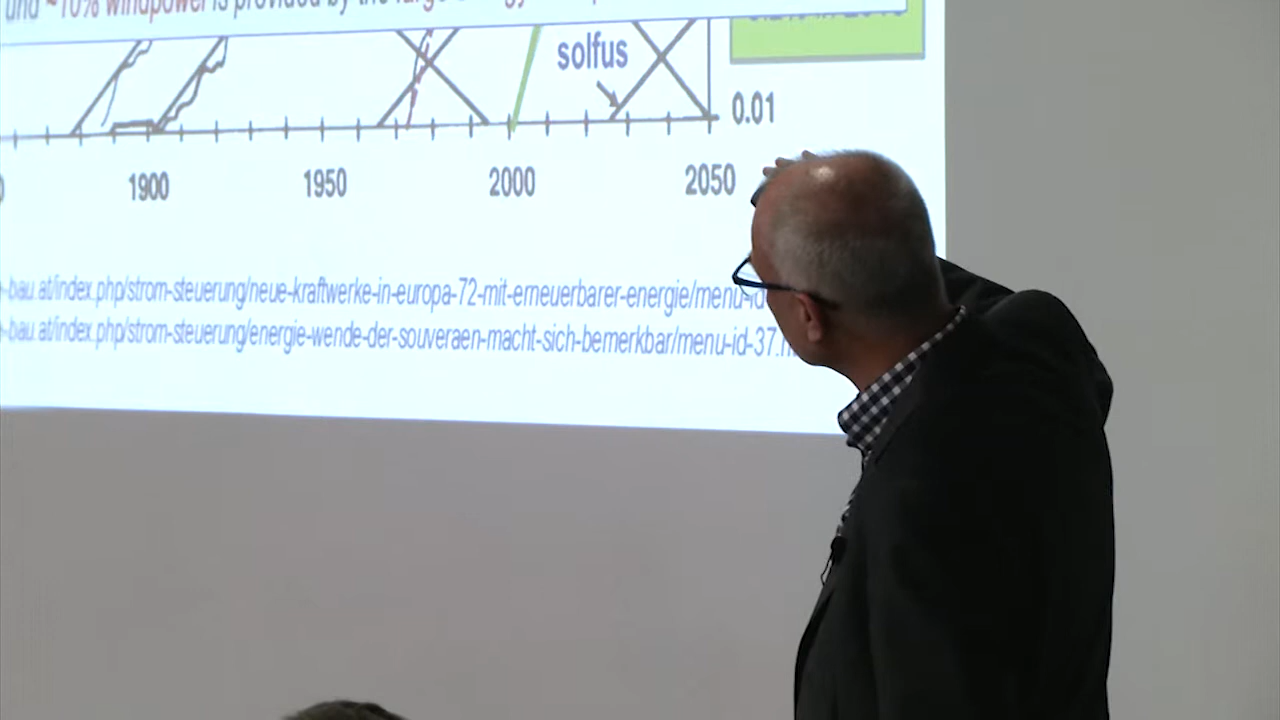 und ~10% windpower is provided by the
solfus
0.01
1900 1950 2000 2050
-bau.at/index.php/strom-steuerung/neue-kraftwerke-in-europa-72-mit-erneuerbarer-energie/menu-id
-bau.at/index.php/strom-steuerung/energie-wende-der-souveraen-macht-sich-bemerkbar/menu-id-37.h